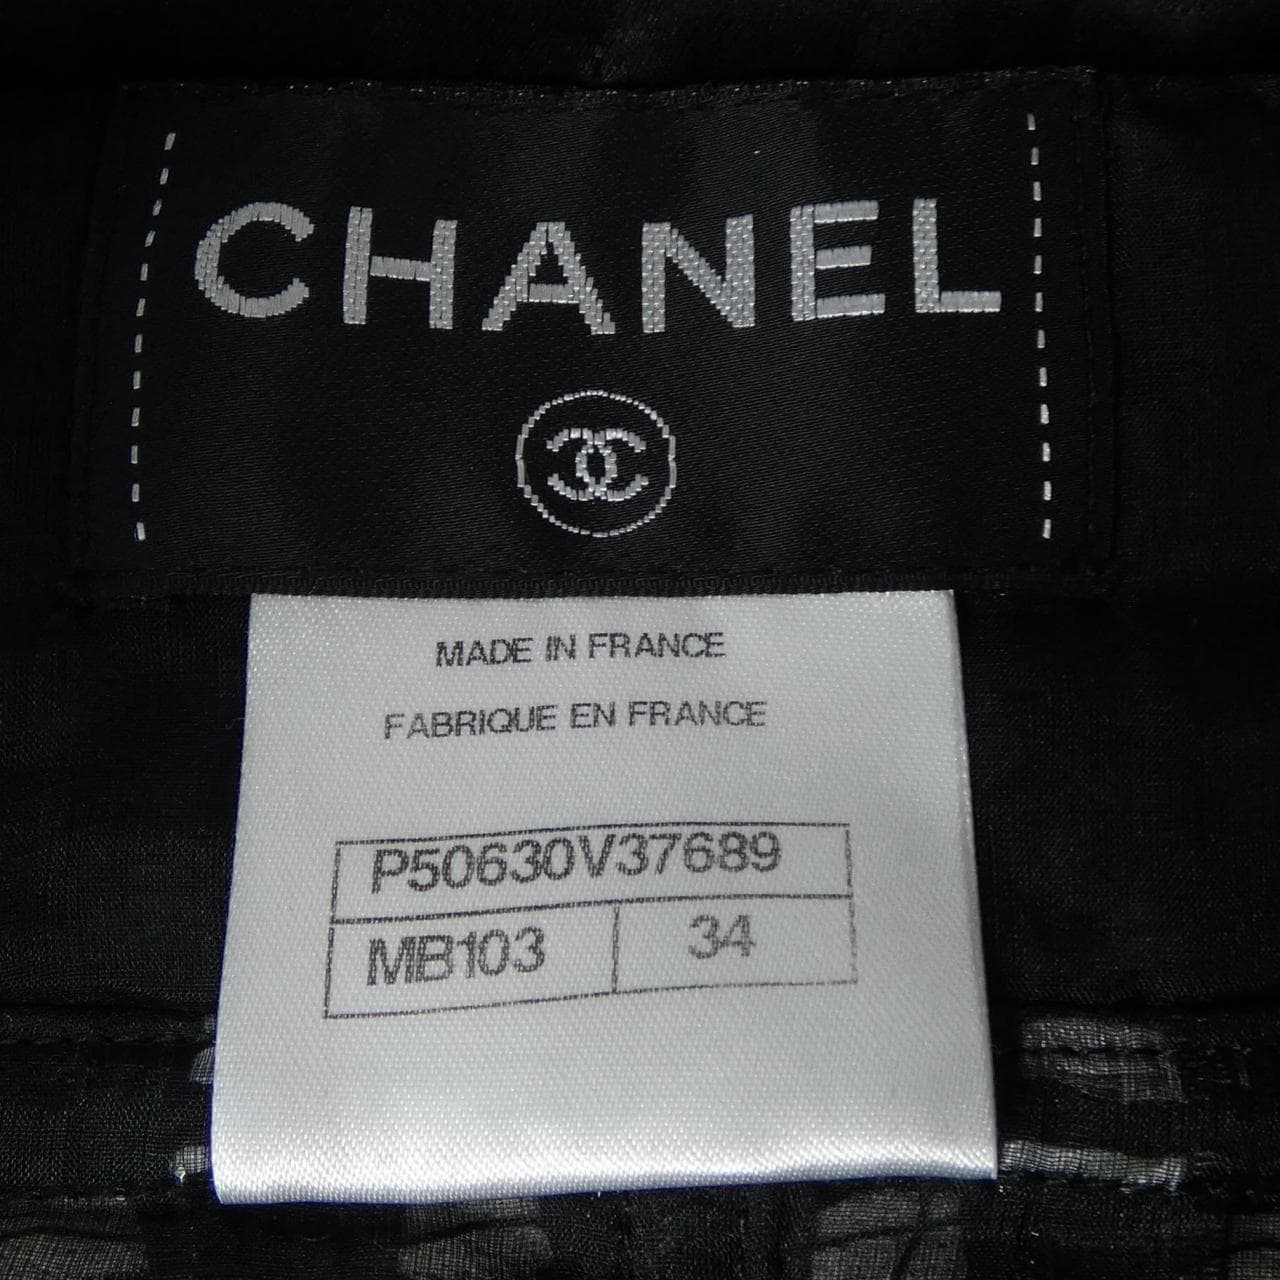 CHANEL
MADE IN FRANCE
FABRIQUE EN FRANCE
P50630V37689
MB103 34